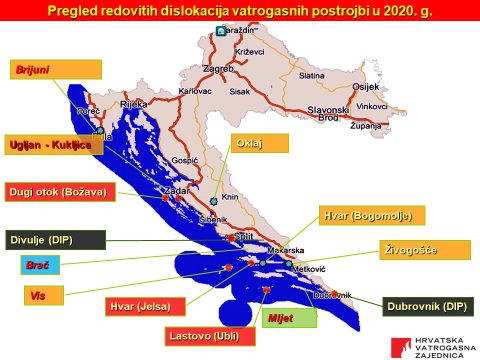 Pregled redovitih dislokacija vatrogasnih postrojbi u 2020. g.
Varaždin
Križevci
Brijuni
Zagreb
Slatina
Osijek
Karlovac
Sisak
Vinkovci
Rijeka
Slavonski
Brod
Poreč
Županja
Ugljan - Kukljica
Oklaj
Gospić
Dugi otok (Božava)
Zadar
Knin
Hvar (Bogomolje)
Šibenik
Divulje (DIP)
Split
Makarska
Živogošće
Brač
Metković
Vis
Dubrovnik
Hvar (Jelsa)
Dubrovnik (DIP)
Mljet
Lastovo (Ubli)
HRVATSKA
VATROGASNA
ZAJEDNICA